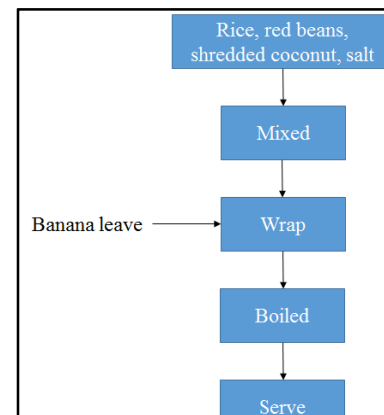 Rice, red beans,
shredded coconut, salt
Mixed
Banana leave
Wrap
Boiled
Serve